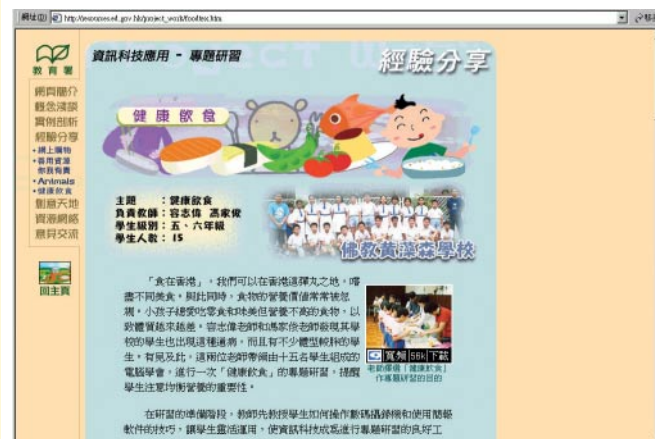 網址(D) http://resources.ed.gov.hk/project_work/food/tea.htm
教育署
資訊科技應用 - 專題研習
經驗分享
網頁簡介
概念淺談
實例剖析
經驗分享
•網上購物
•善用資源
都我有責
•Animals
•健康飲食
創意天地
資源網絡
意見交流
回主頁
健康飲食
主題 : 健康飲食
負責教師 : 容志偉 馮家俊
學生級別 : 五、六年級
學生人數 : 15
佛教黃藻森學校
「食在香港」，我們可以在香港這彈丸之地，嚐
盡不同美食。與此同時，食物的營養價值常常被忽
視。小孩子總愛吃零食和味美但營養不高的食物，以
致體質越來越差。容志偉老師和馮家俊老師發現其學
校的學生也出現這種通病，而且有不少體型較胖的學
生。有見及此，這兩位老師帶領由十五名學生組成的
電腦學會，進行一次「健康飲食」的專題研習，提醒
學生注意均衡營養的重要性。
寬頻 56k 下載
老師選「健康飲食」
作專題研習的目的
在研習的準備階段，教師先教授學生如何操作數碼攝錄機和使用簡報
軟件的技巧，讓學生靈活運用，使資訊科技成為進行專題研習的良好工